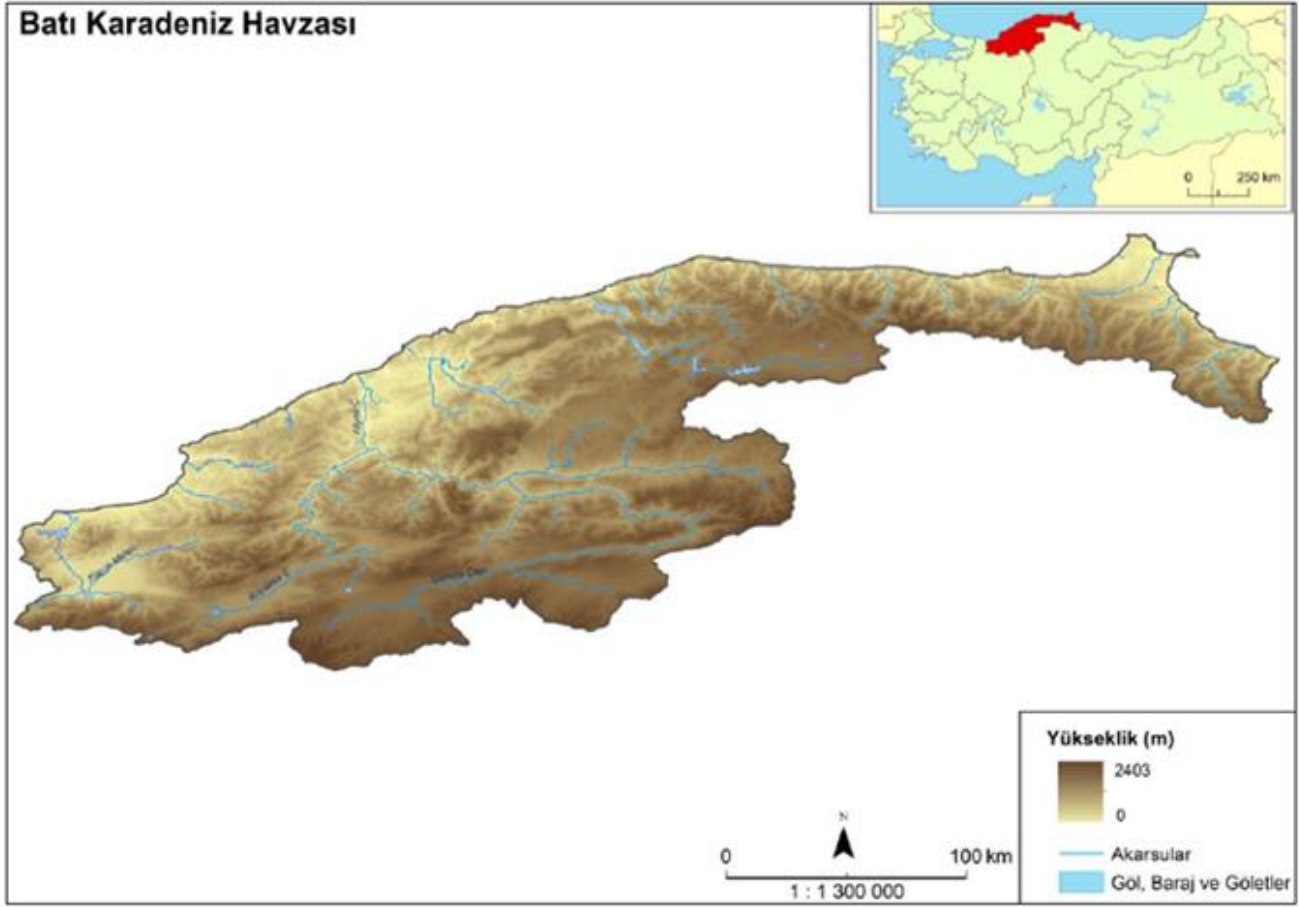 Batı Karadeniz Havzası
0 250 km
Yükseklik (m)
2403
0
Akarsular
Göl, Baraj ve Göletler
N
0 100 km
1 : 1 300 000